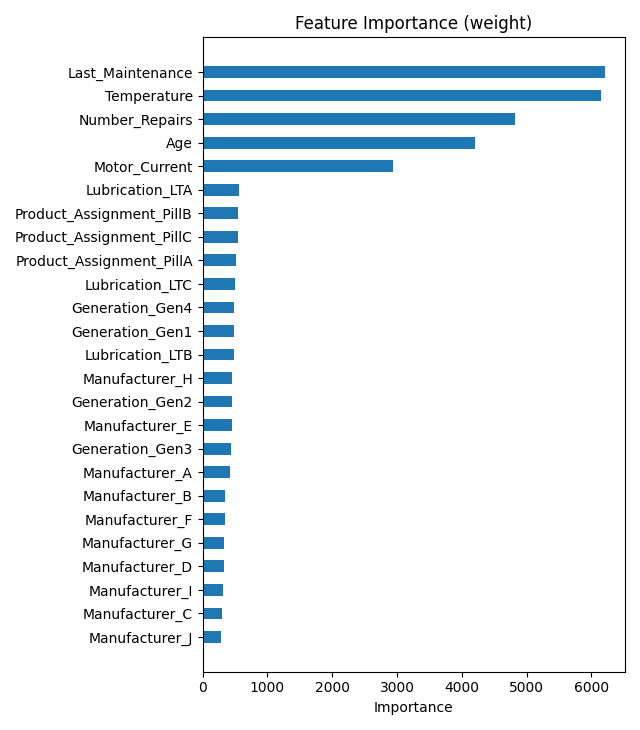 Feature Importance (weight)
Last_Maintenance
Temperature
Number_Repairs
Age
Motor_Current
Lubrication_LTA
Product_Assignment_PillB
Product_Assignment_PillC
Product_Assignment_PillA
Lubrication_LTC
Generation_Gen4
Generation_Gen1
Lubrication_LTB
Manufacturer_H
Generation_Gen2
Manufacturer_E
Generation_Gen3
Manufacturer_A
Manufacturer_B
Manufacturer_F
Manufacturer_G
Manufacturer_D
Manufacturer_I
Manufacturer_C
Manufacturer_J
0 1000 2000 3000 4000 5000 6000
Importance